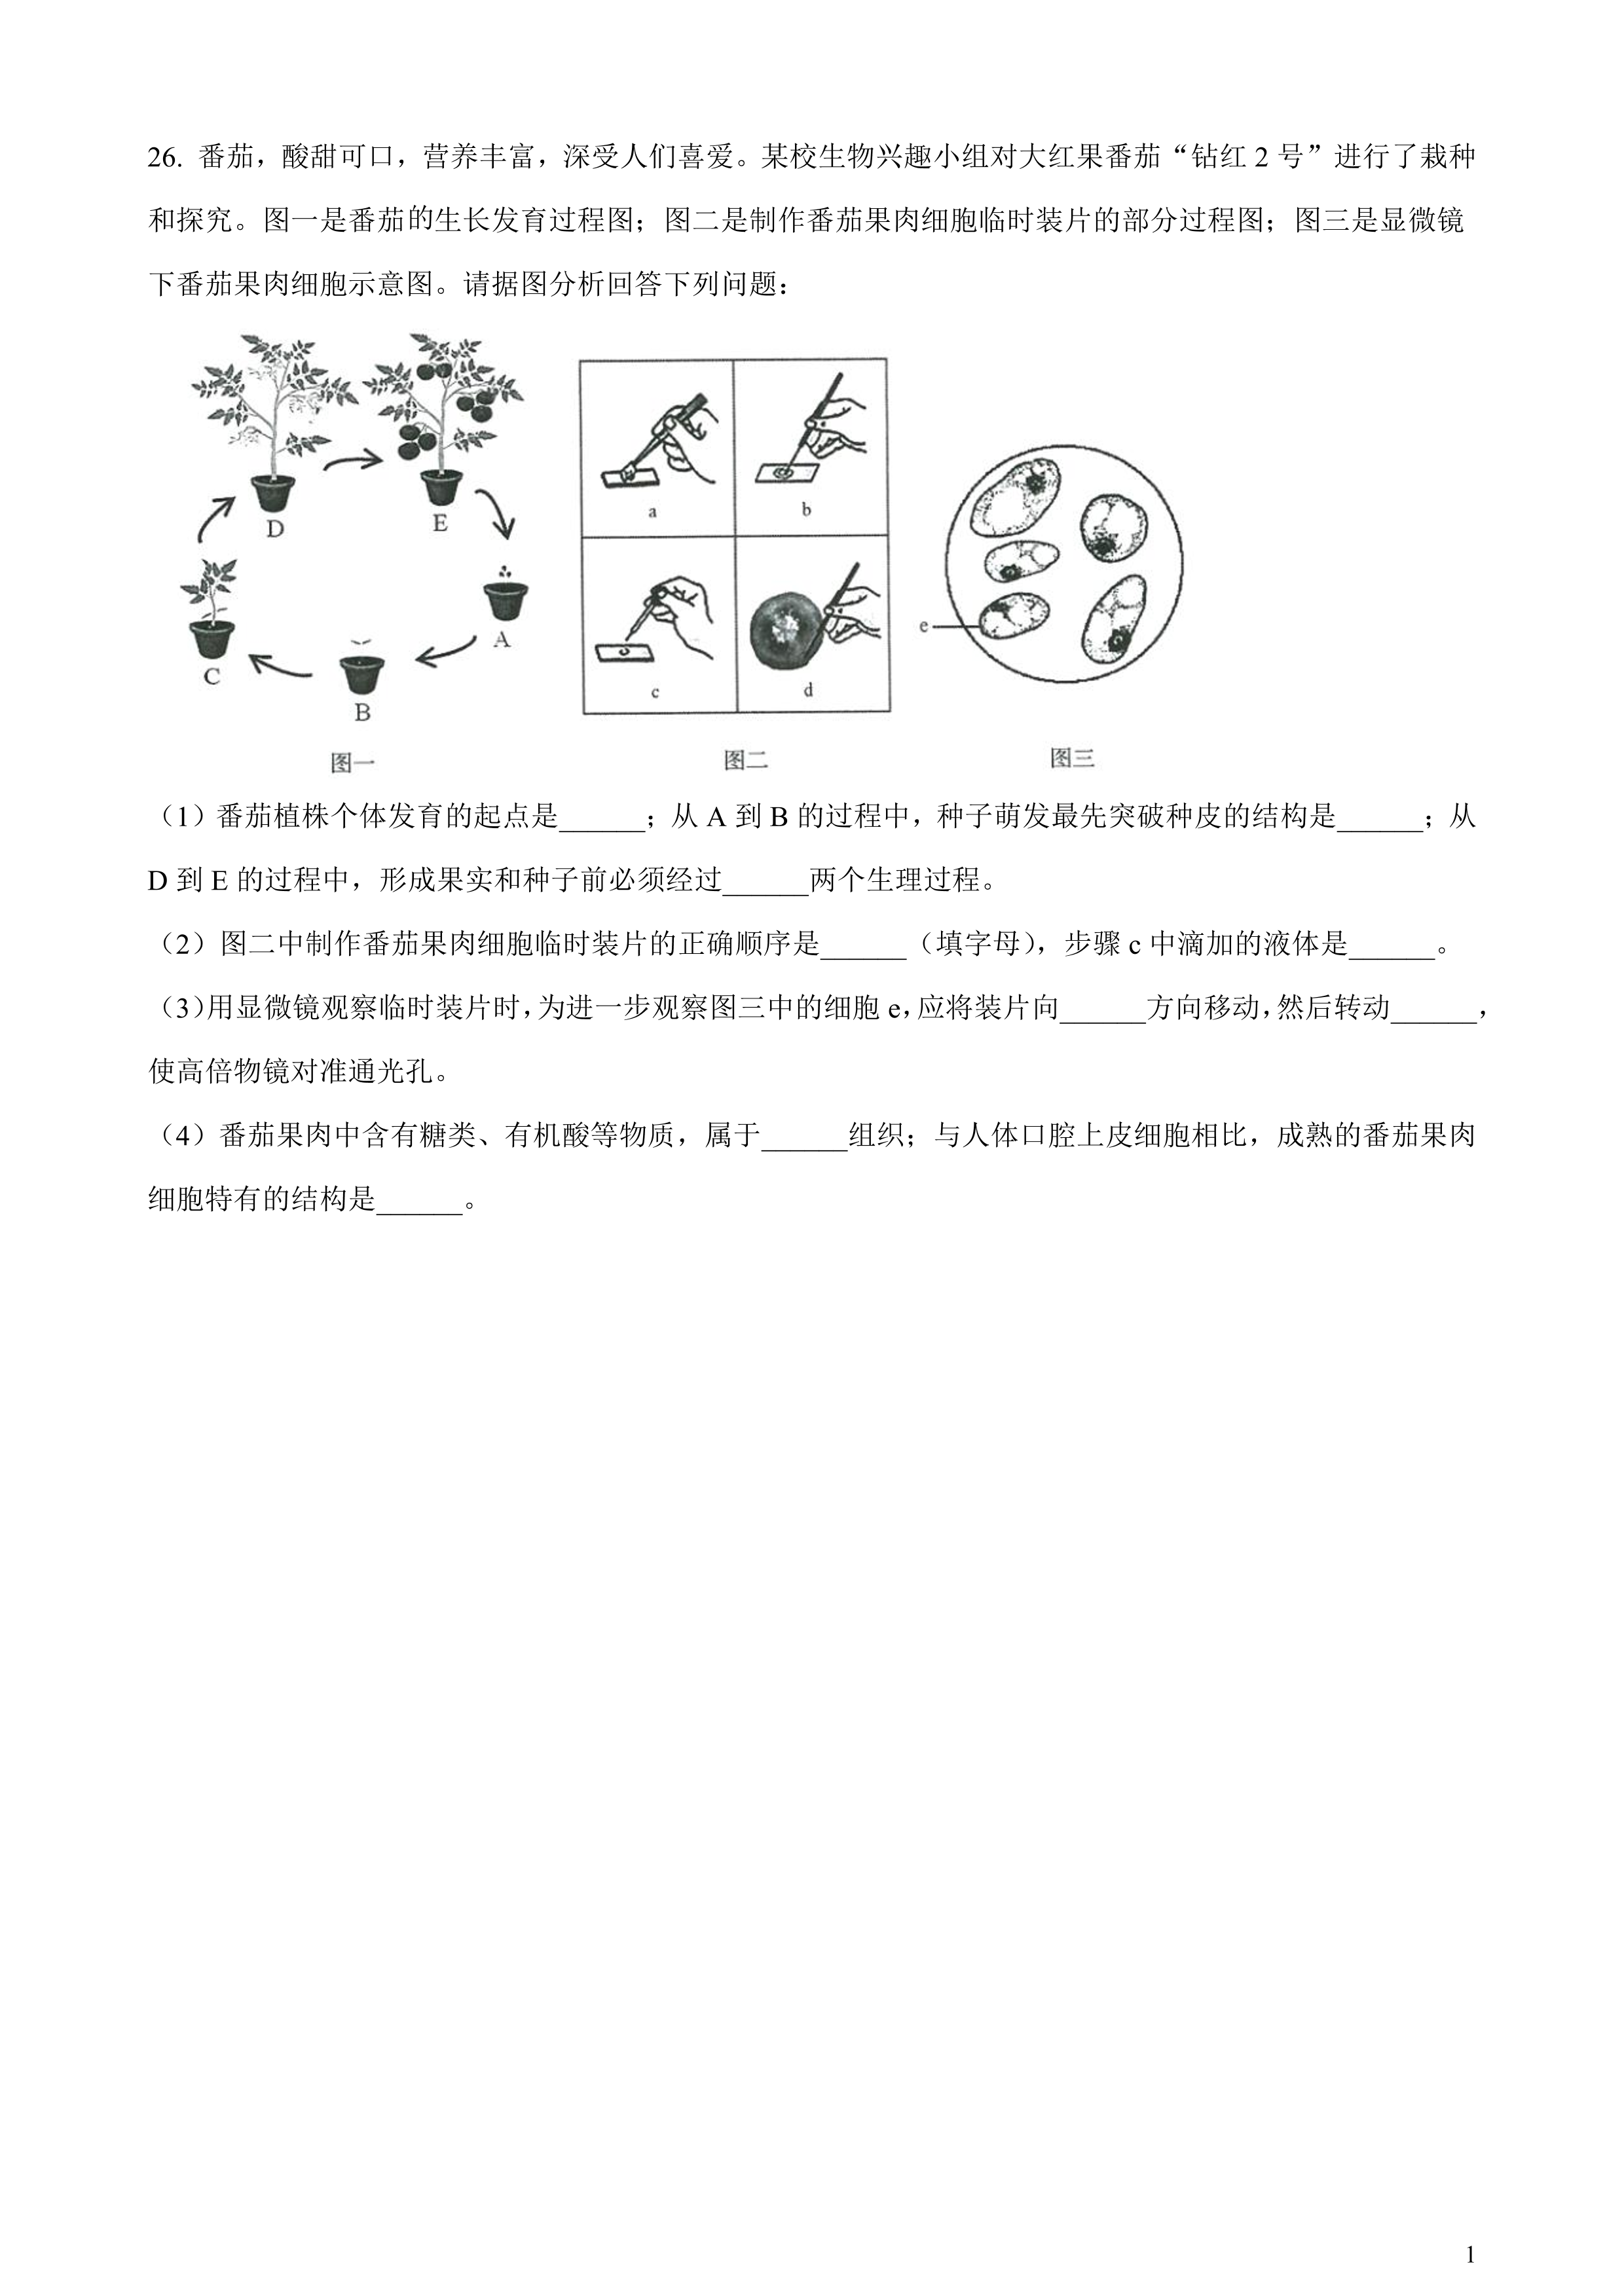 26. 番茄，酸甜可口，营养丰富，深受人们喜爱。某校生物兴趣小组对大红果番茄“钻红 2 号”进行了栽种
和探究。图一是番茄的生长发育过程图；图二是制作番茄果肉细胞临时装片的部分过程图；图三是显微镜
下番茄果肉细胞示意图。请据图分析回答下列问题：
D
E
A
C
B
图一
a
b
c
d
图二
e
图三
（1）番茄植株个体发育的起点是______；从 A 到 B 的过程中，种子萌发最先突破种皮的结构是______；从
D 到 E 的过程中，形成果实和种子前必须经过______两个生理过程。
（2）图二中制作番茄果肉细胞临时装片的正确顺序是______（填字母），步骤 c 中滴加的液体是______。
（3）用显微镜观察临时装片时，为进一步观察图三中的细胞 e，应将装片向______方向移动，然后转动______，
使高倍物镜对准通光孔。
（4）番茄果肉中含有糖类、有机酸等物质，属于______组织；与人体口腔上皮细胞相比，成熟的番茄果肉
细胞特有的结构是______。
1